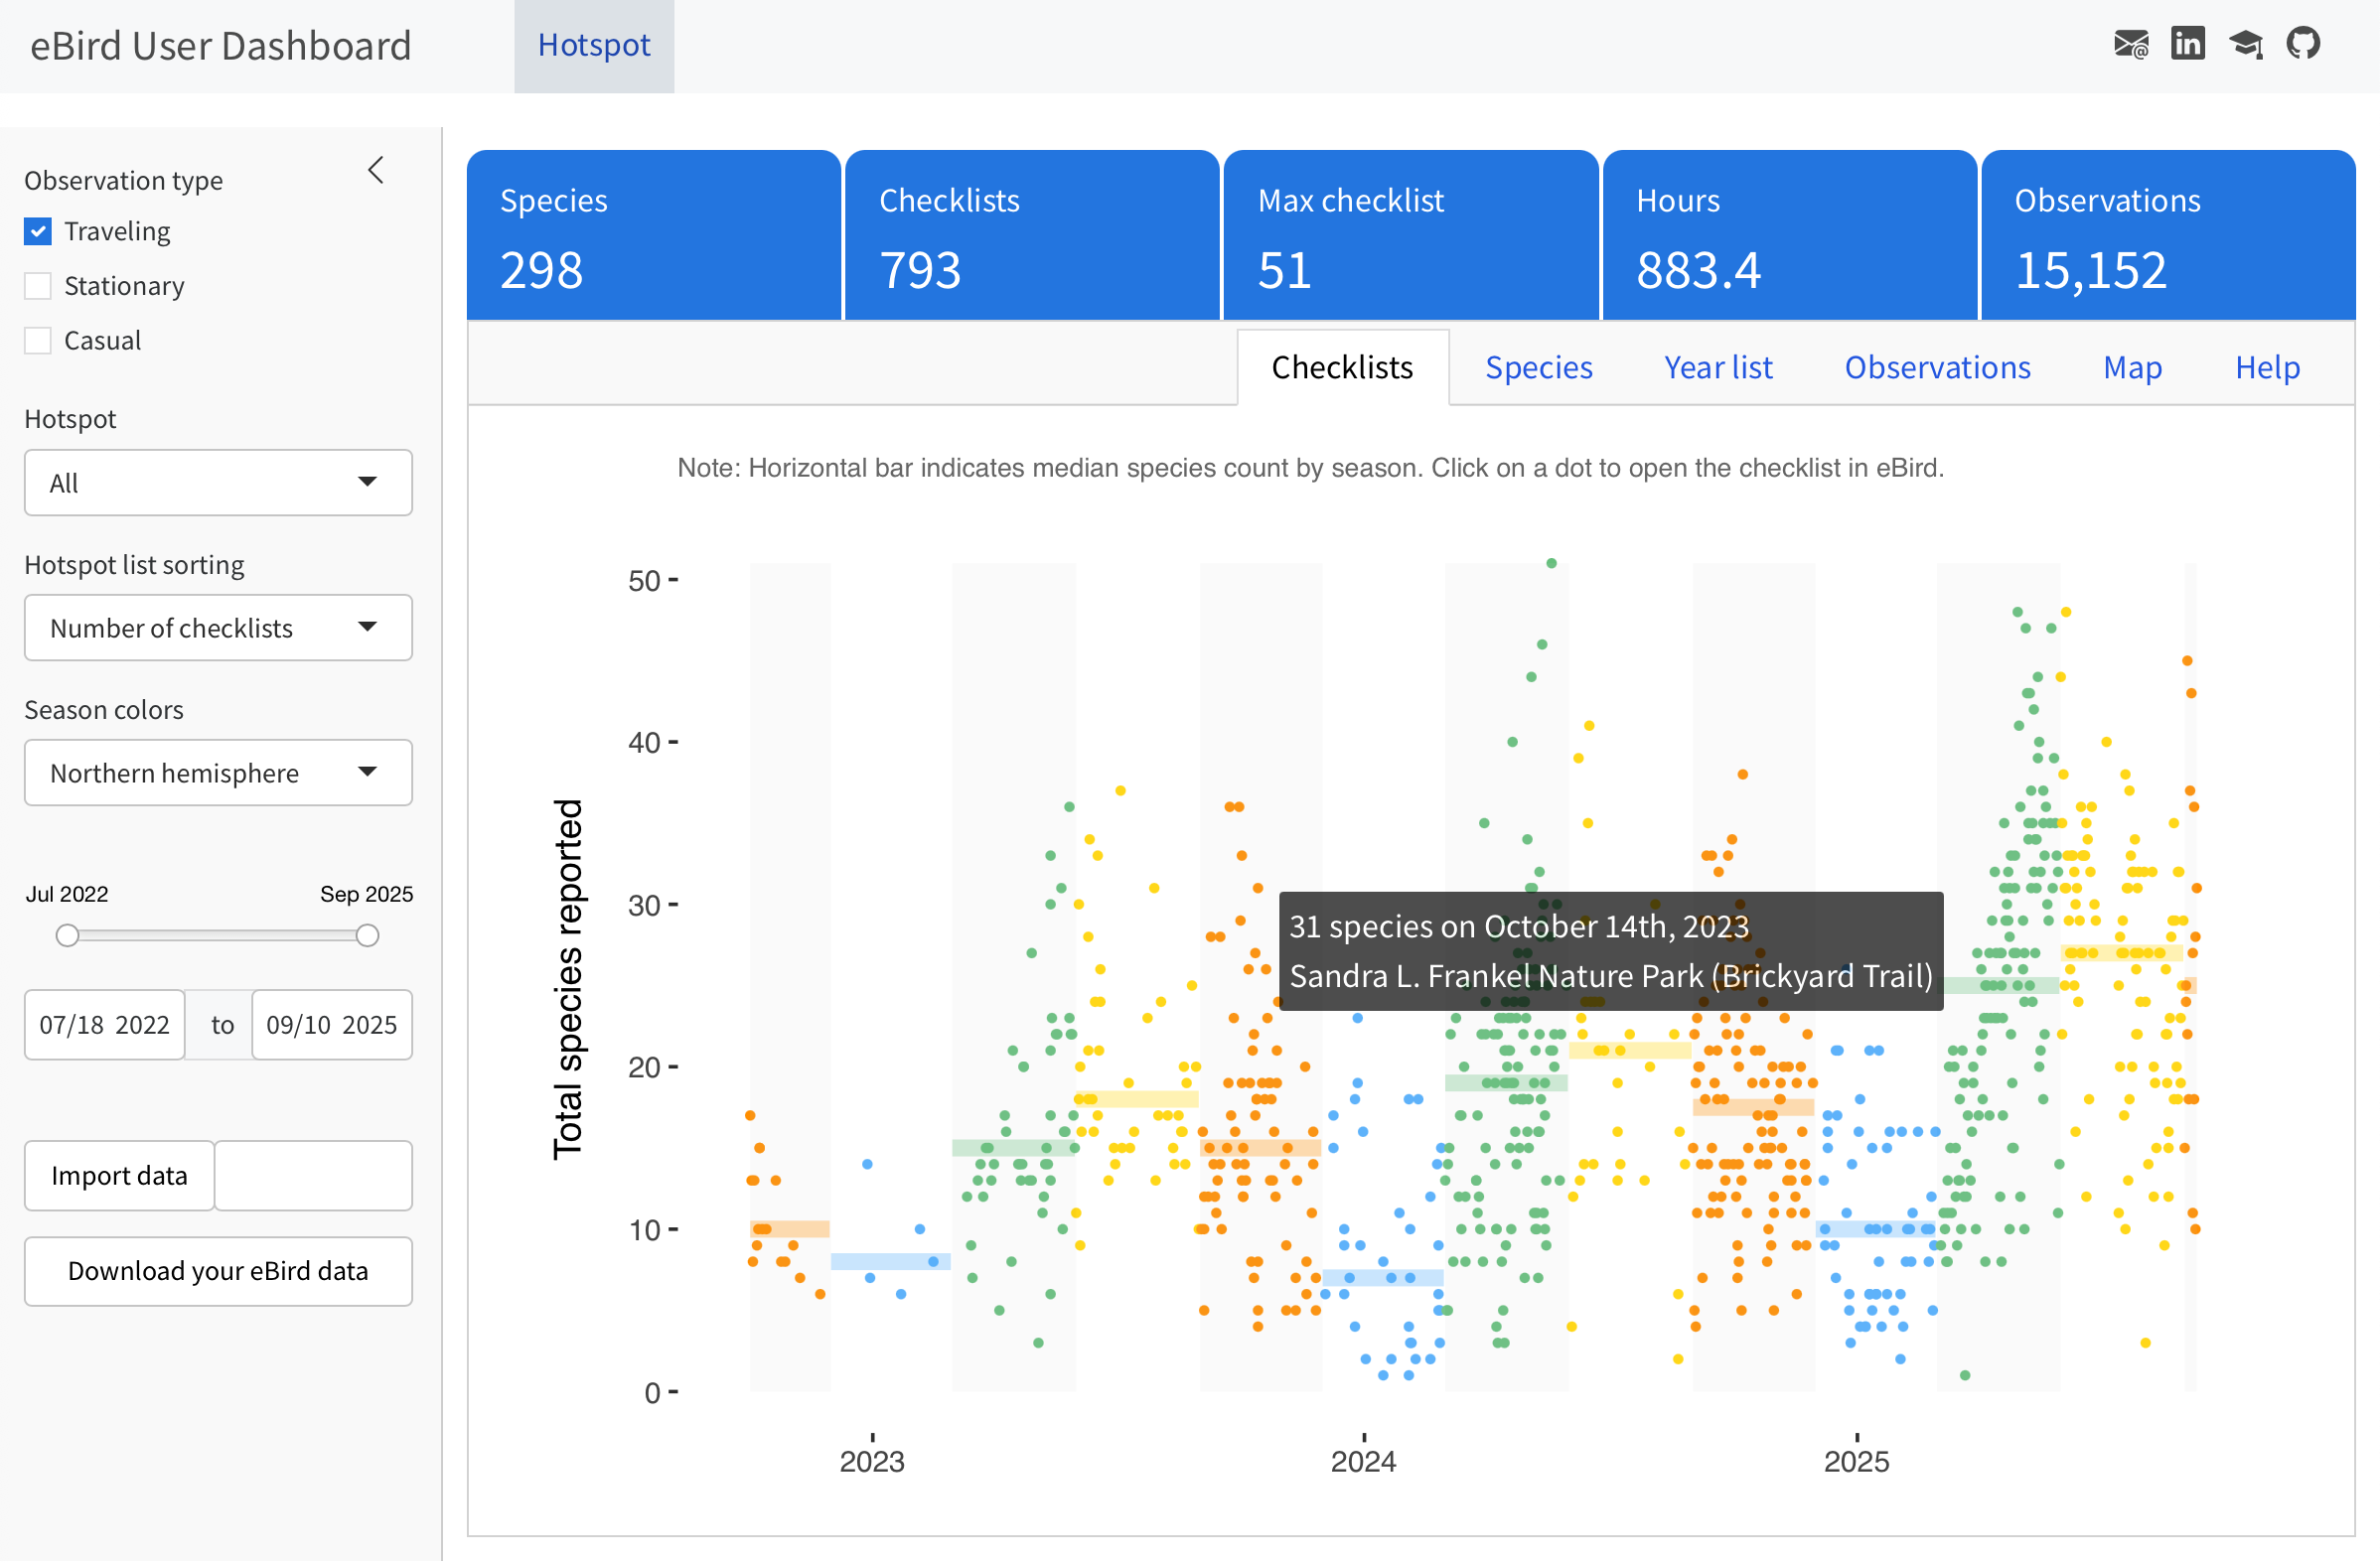 eBird User Dashboard
Hotspot
Observation type
Traveling
Stationary
Casual
Hotspot
All
Hotspot list sorting
Number of checklists
Season colors
Northern hemisphere
Jul 2022
Sep 2025
07/18 2022 to 09/10 2025
Import data
Download your eBird data
Species
298
Checklists
793
Max checklist
51
Hours
883.4
Observations
15,152
Checklists
Species
Year list
Observations
Map
Help
Note: Horizontal bar indicates median species count by season. Click on a dot to open the checklist in eBird.
Total species reported
50
40
30
20
10
0
31 species on October 14th, 2023
Sandra L. Frankel Nature Park (Brickyard Trail)
2023
2024
2025